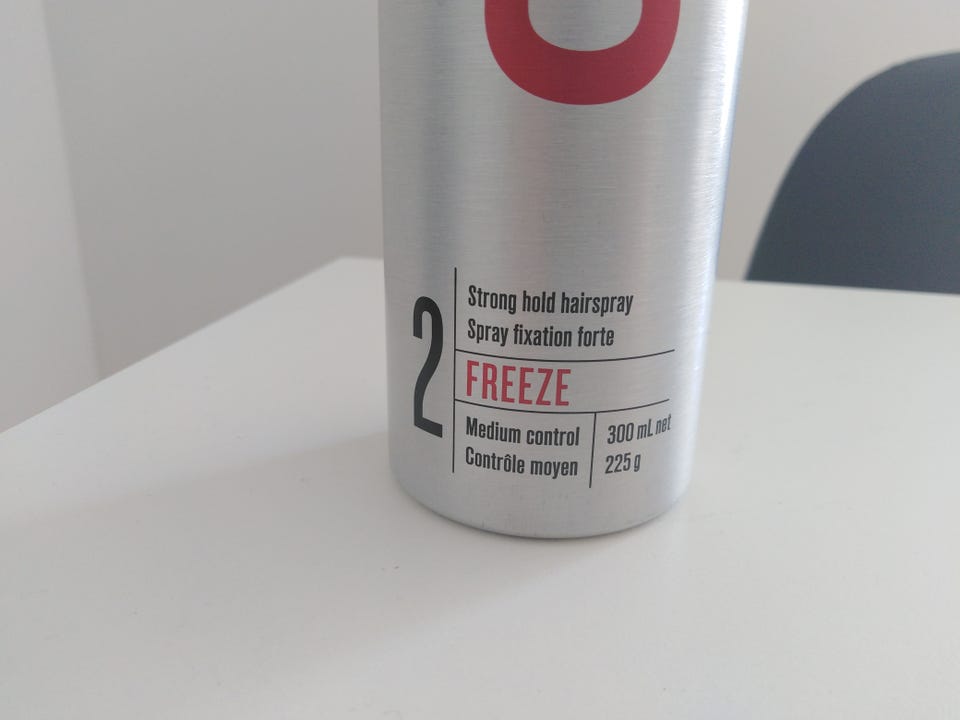 2
Strong hold hairspray
Spray fixation forte
FREEZE
Medium control
Contrôle moyen
300 mL net
225 g